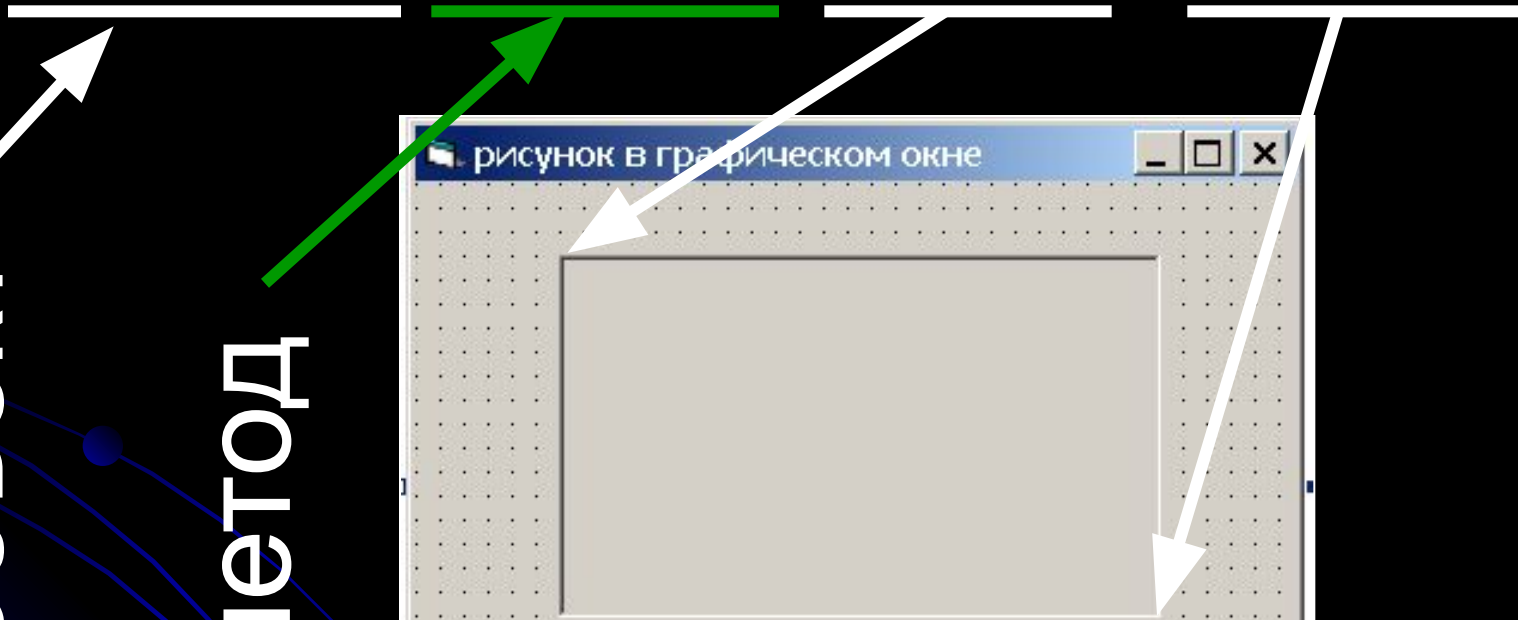 рисунок в графическом окне
етод